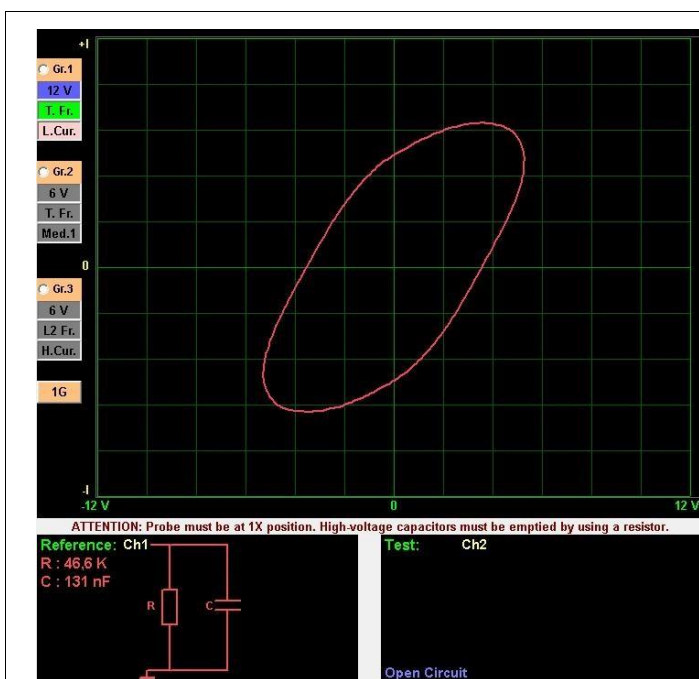 +I
Gr.1
12 V
T. Fr.
L.Cur.
Gr.2
6 V
T. Fr.
Med.1
0
Gr.3
6 V
L2 Fr.
H.Cur.
1G
-I
-12 V 0 12 V
ATTENTION: Probe must be at 1X position. High-voltage capacitors must be emptied by using a resistor.
Reference: Ch1
R : 46,6 K
C : 131 nF
R C
Test: Ch2
Open Circuit